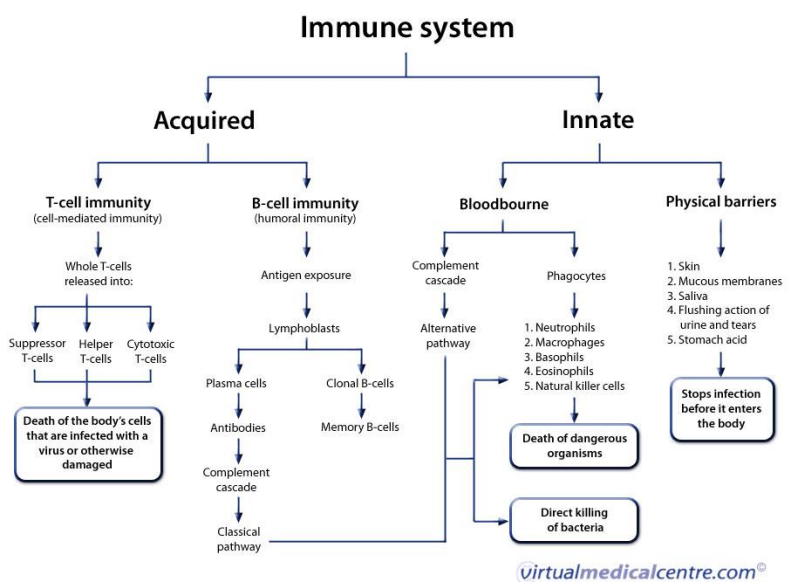 Immune system
Acquired
Innate
T-cell immunity
(cell-mediated immunity)
B-cell immunity
(humoral immunity)
Bloodbourne
Physical barriers
Whole T-cells
released into:
Suppressor
T-cells
Helper
T-cells
Cytotoxic
T-cells
Death of the body's cells
that are infected with a
virus or otherwise
damaged
Antigen exposure
Lymphoblasts
Plasma cells
Clonal B-cells
Antibodies
Memory B-cells
Complement
cascade
Classical
pathway
Complement
cascade
Alternative
pathway
Phagocytes
1. Neutrophils
2. Macrophages
3. Basophils
4. Eosinophils
5. Natural killer cells
Death of dangerous
organisms
Direct killing
of bacteria
1. Skin
2. Mucous membranes
3. Saliva
4. Flushing action of
urine and tears
5. Stomach acid
Stops infection
before it enters
the body
virtualmedicalcentre.com©